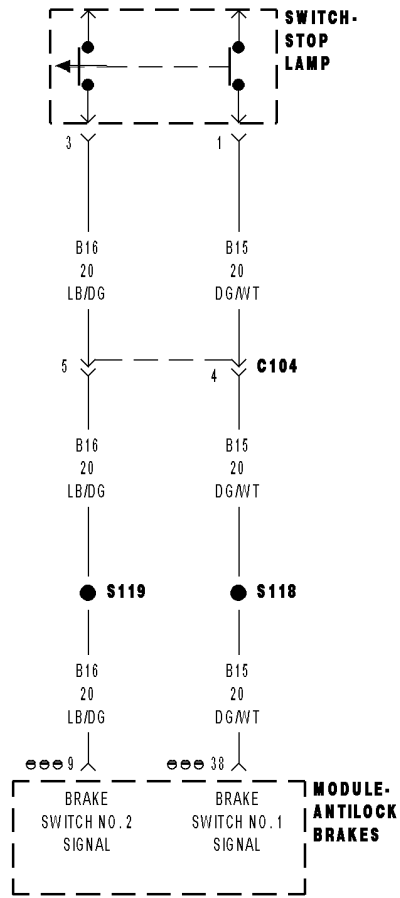 SWITCH-
STOP
LAMP
3 1
B16 B15
20 20
LB/DG DG/WT
5 4 C104
B16 B15
20 20
LB/DG DG/WT
S119 S118
B16 B15
20 20
LB/DG DG/WT
9 38
MODULE-
ANTILOCK
BRAKES
BRAKE
SWITCH NO. 2
SIGNAL
BRAKE
SWITCH NO. 1
SIGNAL